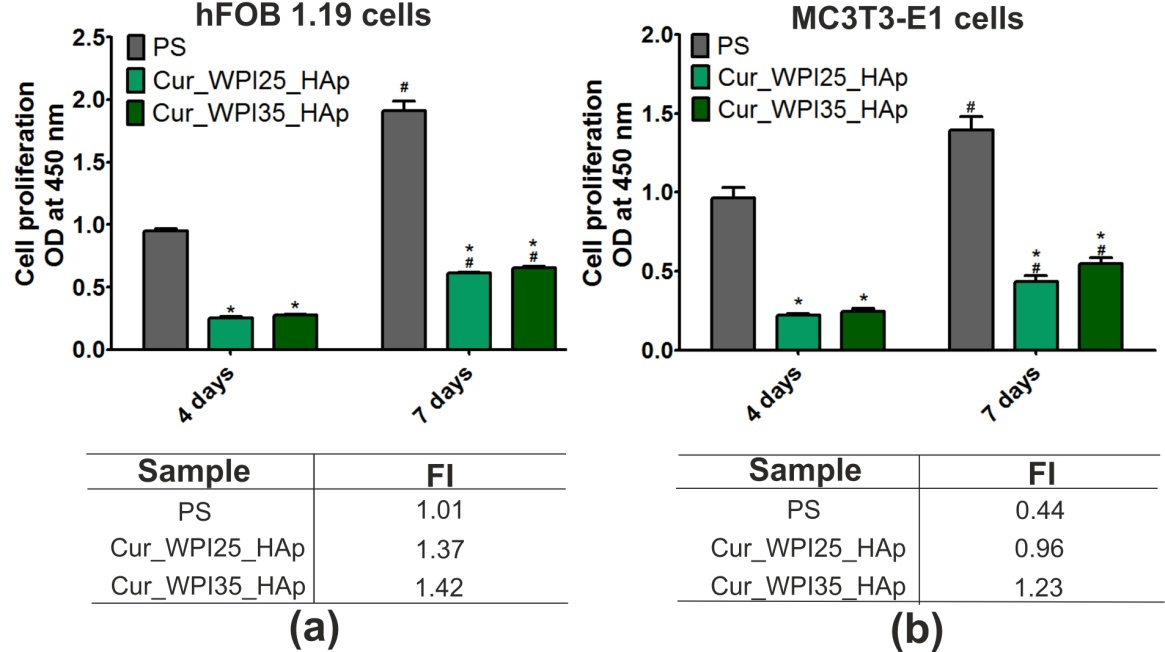 hFOB 1.19 cells
Cell proliferation
OD at 450 nm
2.5
2.0
1.5
1.0
0.5
0.0
PS
Cur_WPI25_HAp
Cur_WPI35_HAp
*
*
#
*
#
*
#
4 days
7 days
Sample FI
PS 1.01
Cur_WPI25_HAp 1.37
Cur_WPI35_HAp 1.42
(a)
MC3T3-E1 cells
Cell proliferation
OD at 450 nm
2.0
1.5
1.0
0.5
0.0
PS
Cur_WPI25_HAp
Cur_WPI35_HAp
*
*
#
*
#
*
#
4 days
7 days
Sample FI
PS 0.44
Cur_WPI25_HAp 0.96
Cur_WPI35_HAp 1.23
(b)